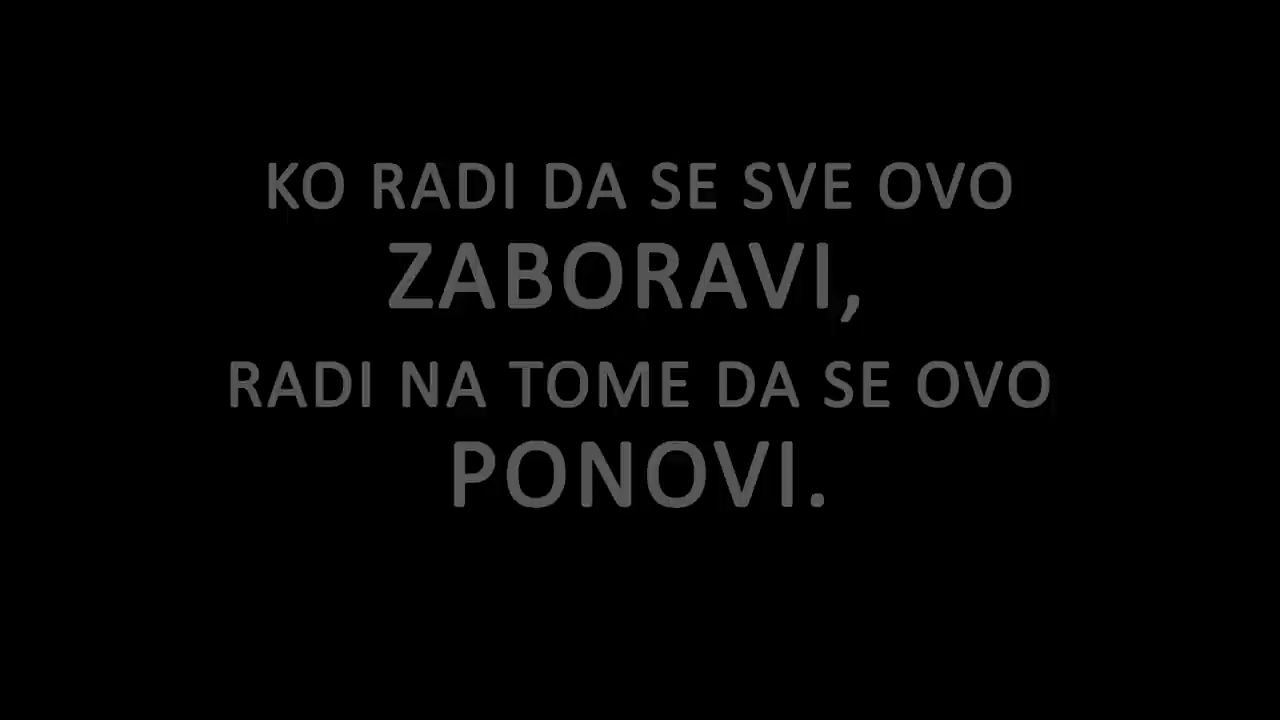 KO RADI DA SE SVE OVO
ZABORAVI,
RADI NA TOME DA SE OVO
PONOVI.